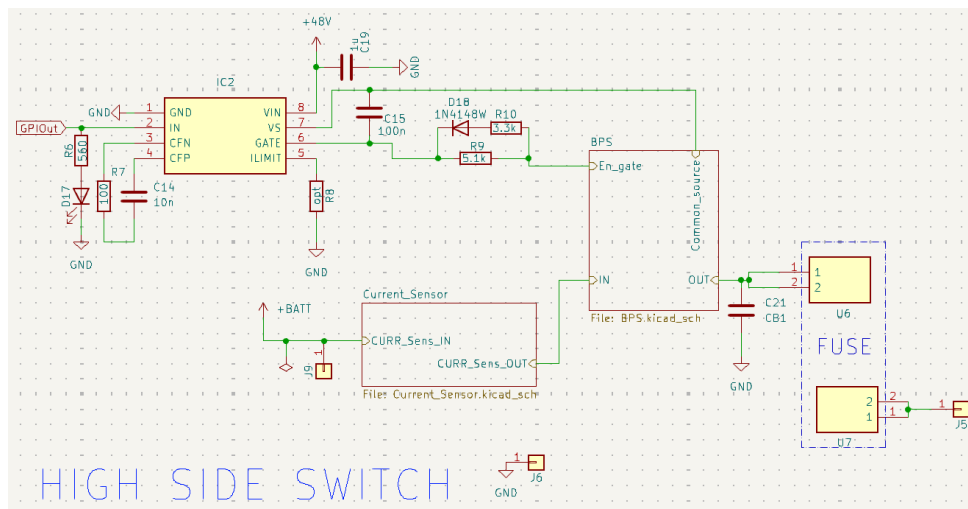 +48V
1u
C19
GND
IC2
GND
1
GND
VIN
8
GPIOut
2
IN
VS
7
3
CFN
GATE
6
4
CFP
ILIMIT
5
C15
100n
D18
1N4148W
R10
3.3k
R9
5.1k
R6
560
R7
100
C14
10n
D17
opt
R8
GND
GND
BPS
En_gate
Common_source
IN
OUT
File: BPS.kicad_sch
Current_Sensor
+BATT
CURR_Sens_IN
CURR_Sens_OUT
File: Current_Sensor.kicad_sch
1
J9
C21
CB1
GND
1
1
2
2
U6
FUSE
2
2
1
1
U7
1
J5
1
J6
GND
HIGH SIDE SWITCH